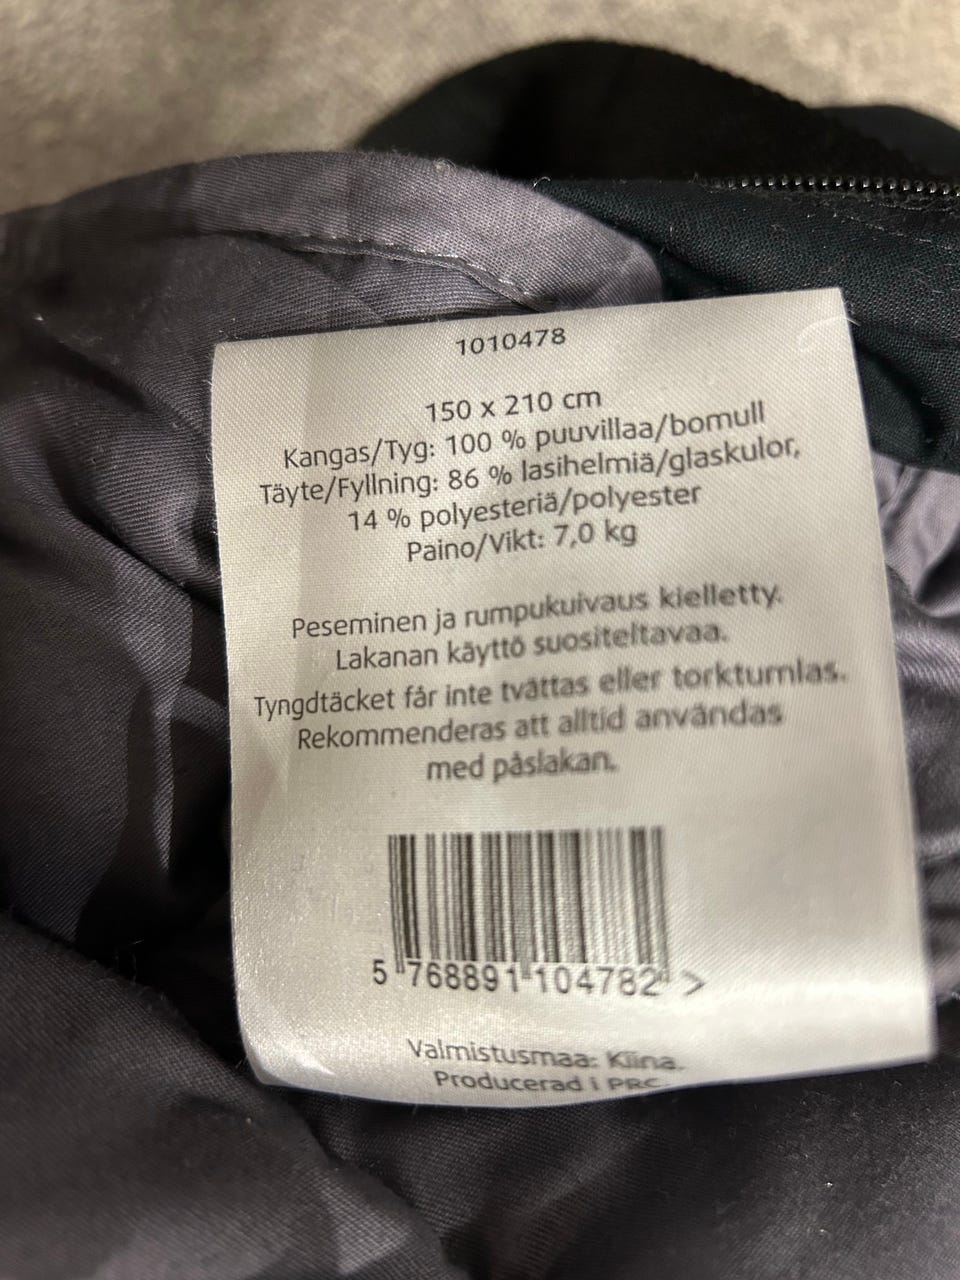 1010478
150 x 210 cm
Kangas/Tyg: 100 % puuvillaa/bomull
Täyte/Fyllning: 86 % lasihelmiä/glaskulor,
14 % polyesteriä/polyester
Paino/Vikt: 7,0 kg
Peseminen ja rumpukuivaus kielletty.
Lakanan käyttö suositeltavaa.
Tyngdtäcket får inte tvättas eller torktumlas.
Rekommenderas att alltid användas
med påslakan.
5 768891 104782 >
Valmistusmaa: Kiina.
Producerad i PRC.